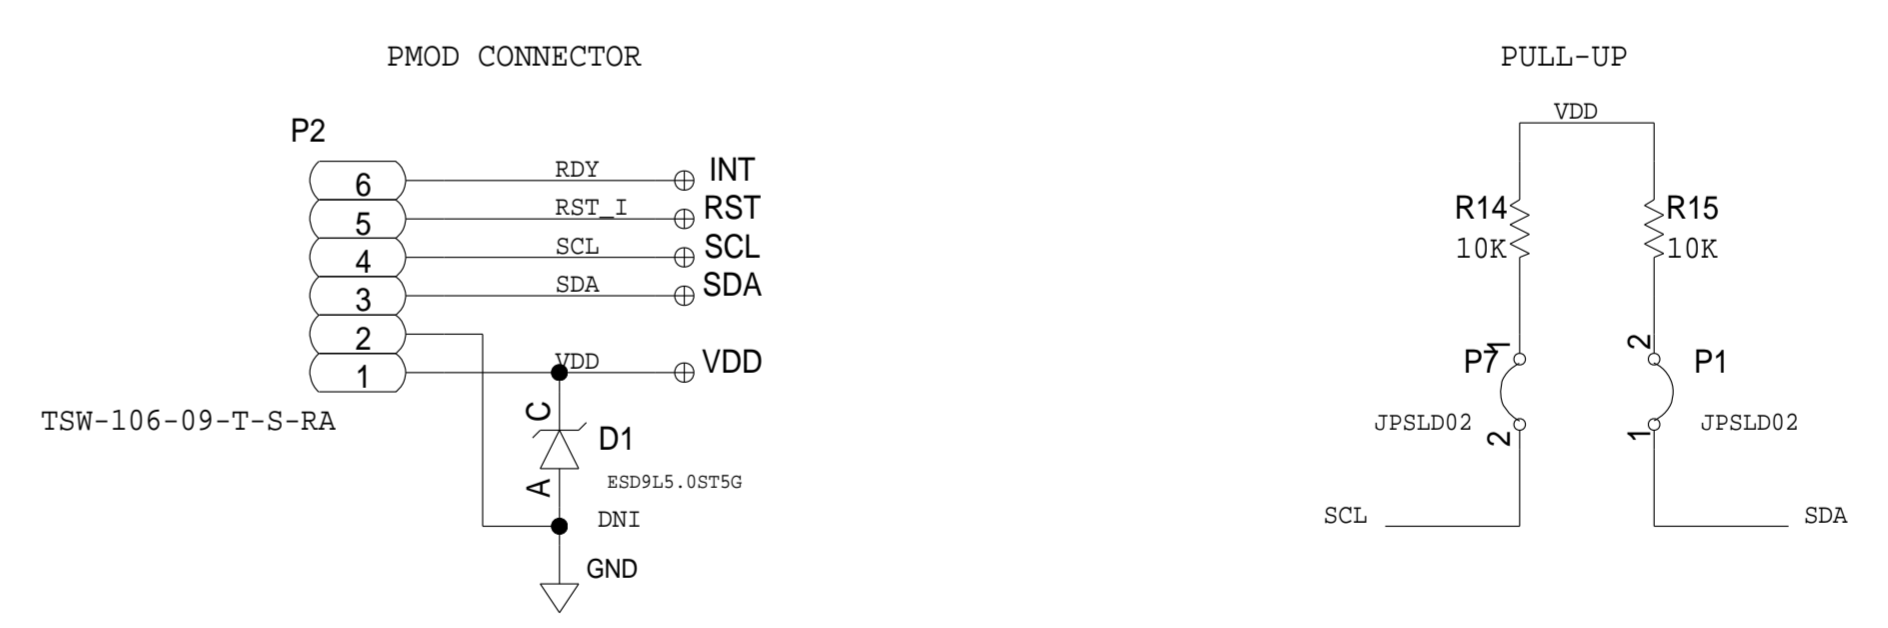 PMOD CONNECTOR
P2
6 RDY INT
5 RST_I RST
4 SCL SCL
3 SDA SDA
2
1 VDD VDD
TSW-106-09-T-S-RA
C
D1
A
ESD9L5.0ST5G
DNI
GND
PULL-UP
VDD
R14 R15
10K 10K
1 2
P7 P1
JPSLD02 JPSLD02
2 1
SCL SDA